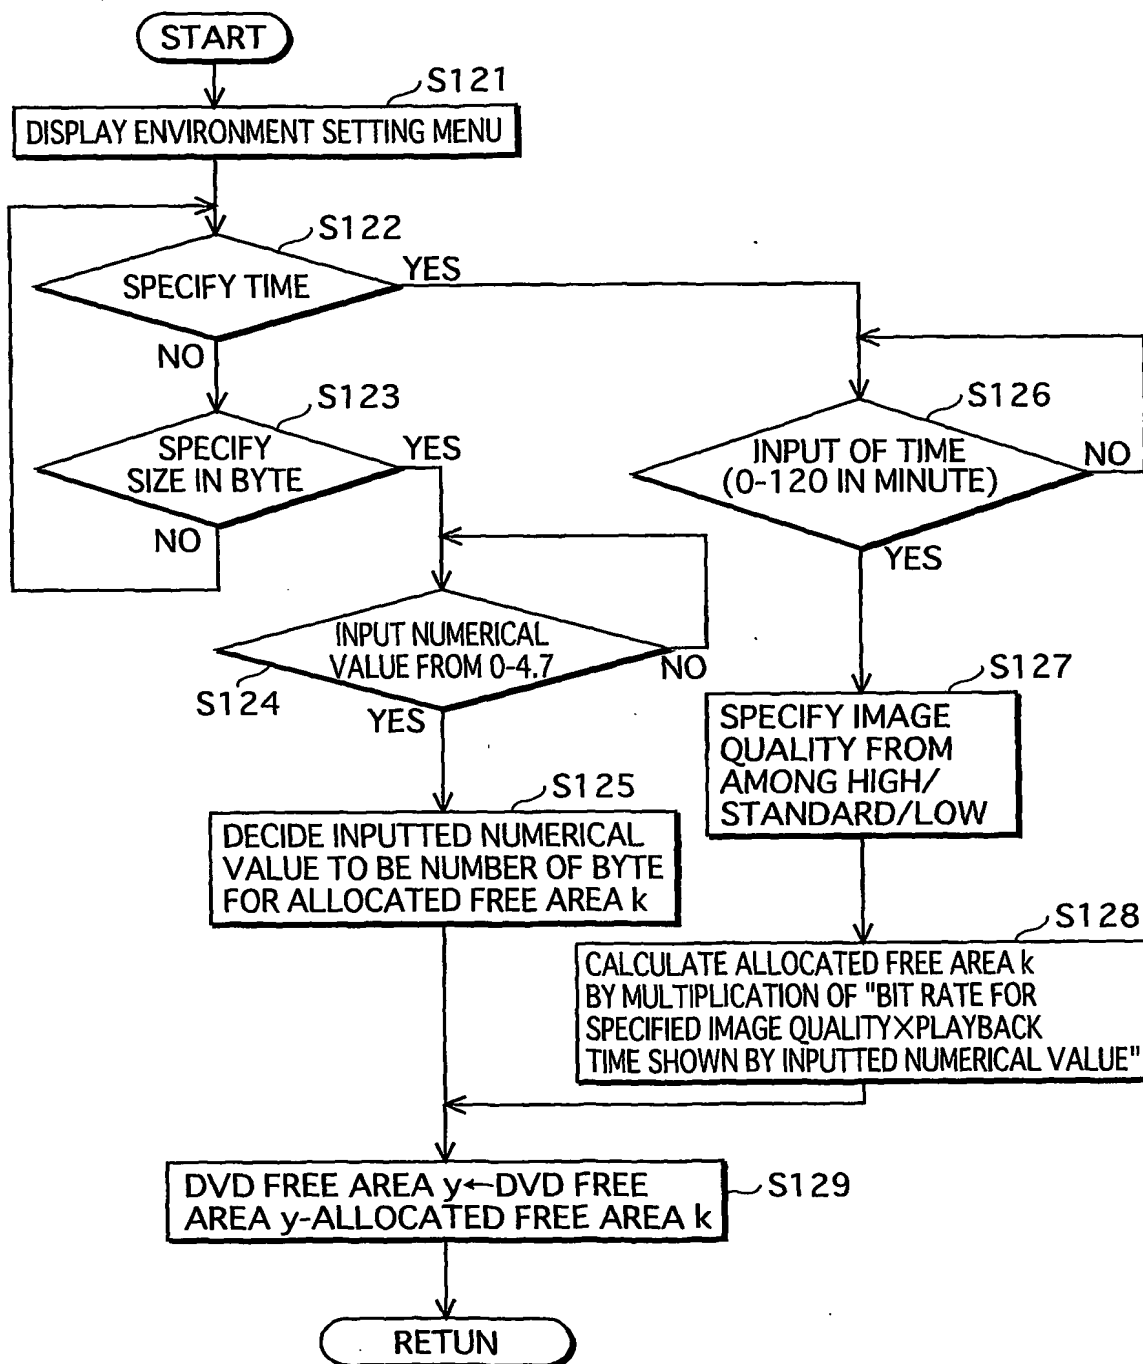 START
S121
DISPLAY ENVIRONMENT SETTING MENU
S122
SPECIFY TIME
YES
NO
S123
SPECIFY
SIZE IN BYTE
YES
NO
S126
INPUT OF TIME
(0-120 IN MINUTE)
NO
YES
INPUT NUMERICAL
VALUE FROM 0-4.7
NO
S124
YES
S127
SPECIFY IMAGE
QUALITY FROM
AMONG HIGH/
STANDARD/LOW
S125
DECIDE INPUTTED NUMERICAL
VALUE TO BE NUMBER OF BYTE
FOR ALLOCATED FREE AREA k
S128
CALCULATE ALLOCATED FREE AREA k
BY MULTIPLICATION OF "BIT RATE FOR
SPECIFIED IMAGE QUALITY×PLAYBACK
TIME SHOWN BY INPUTTED NUMERICAL VALUE"
DVD FREE AREA y←DVD FREE
AREA y-ALLOCATED FREE AREA k
S129
RETUN